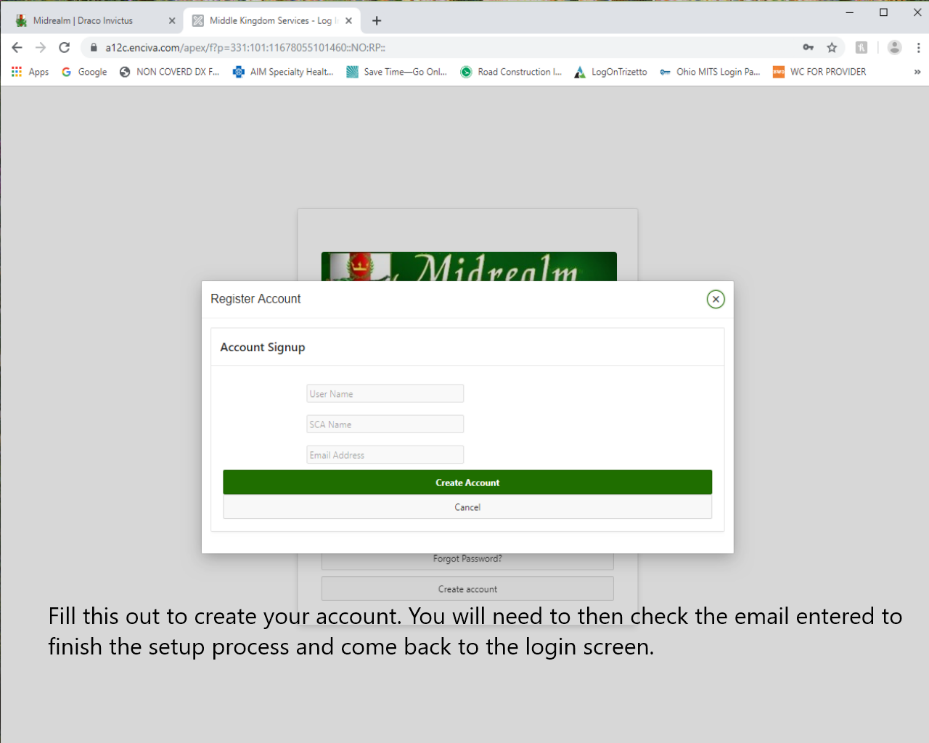 Midrealm | Draco Invictus
Middle Kingdom Services - Log I
a12c.enciva.com/apex/f?p=331:101:11678055101460::NO:RP::
Apps Google NON COVERD DX F... AIM Specialty Healt... Save Time—Go Onl... Road Construction I... LogOnTrizetto Ohio MITS Login Pa... WC FOR PROVIDER »
Midrealm
Register Account
Account Signup
User Name
SCA Name
Email Address
Create Account
Cancel
Forgot Password?
Create account
Fill this out to create your account. You will need to then check the email entered to
finish the setup process and come back to the login screen.